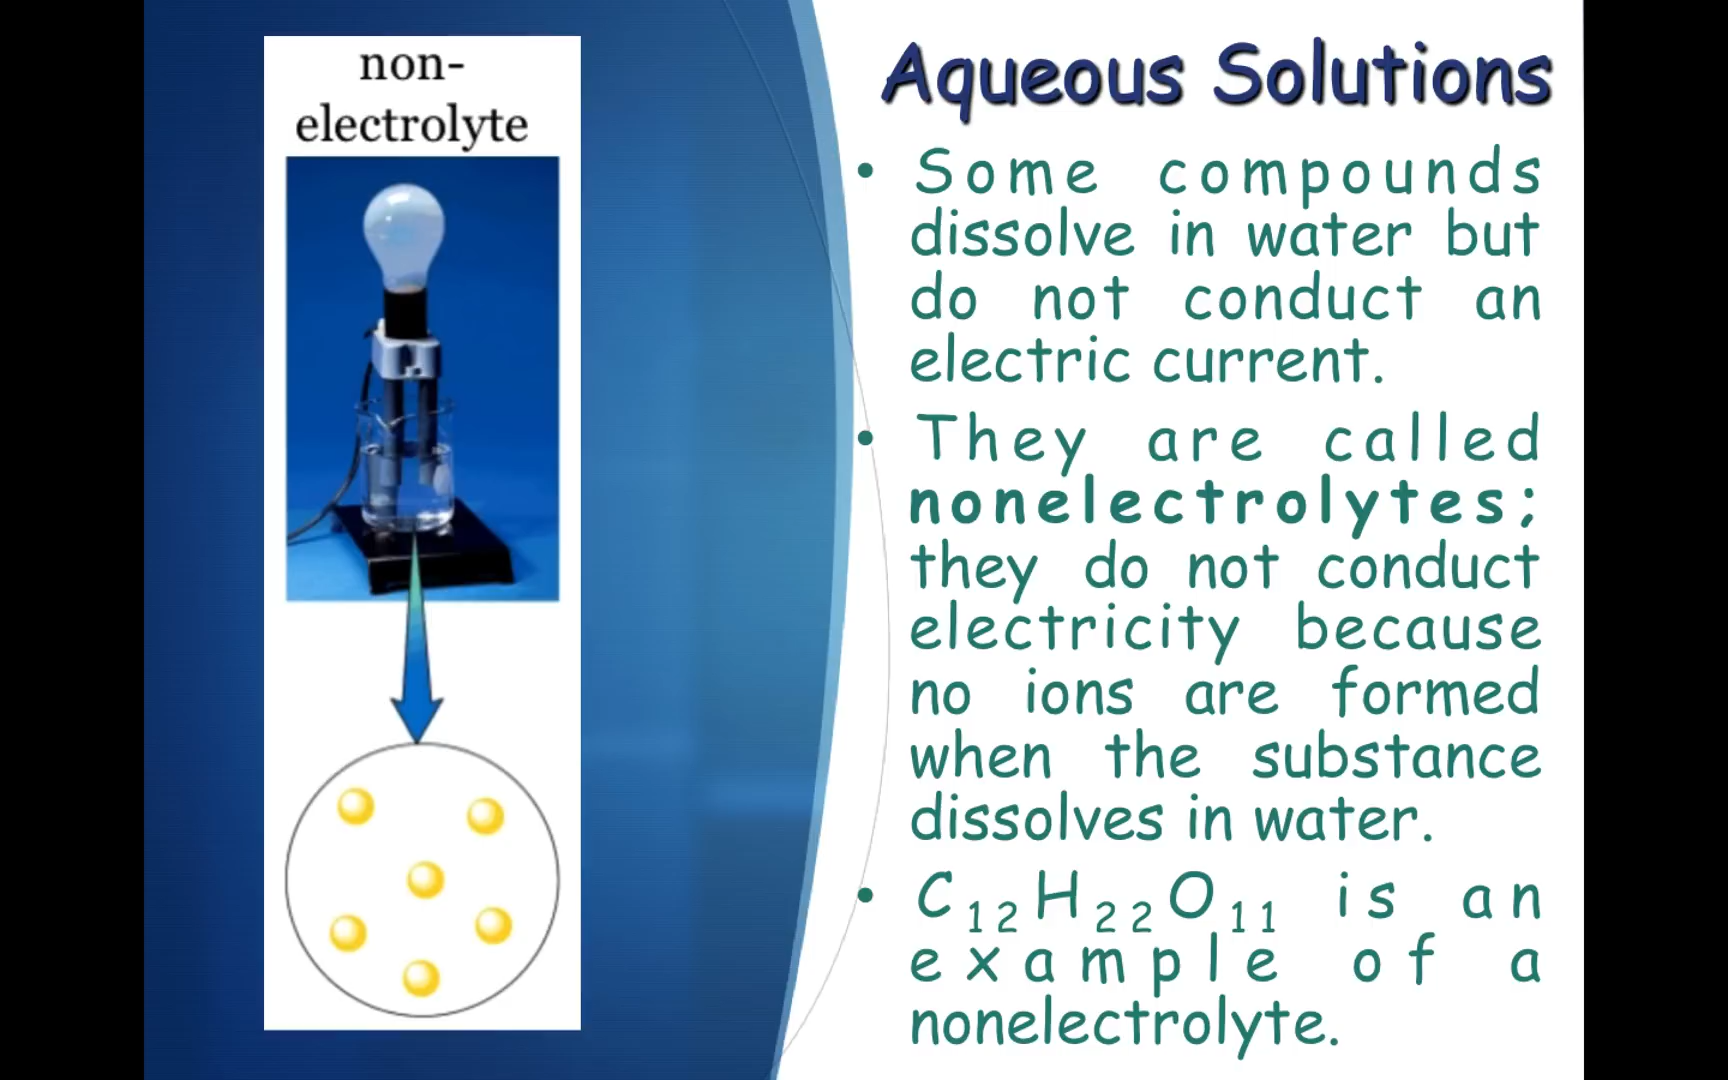 non-
electrolyte
Aqueous Solutions
• Some compounds
dissolve in water but
do not conduct an
electric current.
• They are called
nonelectrolytes;
they do not conduct
electricity because
no ions are formed
when the substance
dissolves in water.
• C₁₂H₂₂O₁₁ is an
example of a
nonelectrolyte.